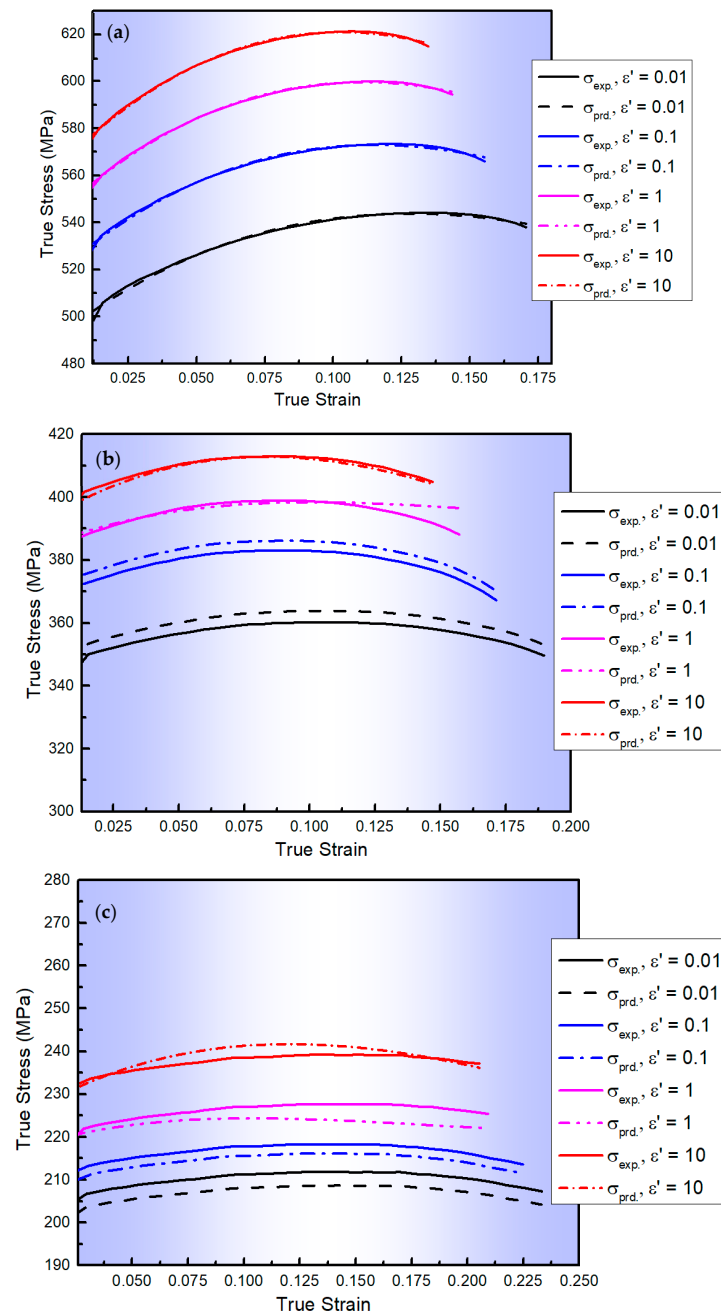 (a)
True Stress (MPa)
620
600
580
560
540
520
500
480
0.025 0.050 0.075 0.100 0.125 0.150 0.175
True Strain
σexp., ε' = 0.01
σprd., ε' = 0.01
σexp., ε' = 0.1
σprd., ε' = 0.1
σexp., ε' = 1
σprd., ε' = 1
σexp., ε' = 10
σprd., ε' = 10
(b)
True Stress (MPa)
420
400
380
360
340
320
300
0.025 0.050 0.075 0.100 0.125 0.150 0.175 0.200
True Strain
σexp., ε' = 0.01
σprd., ε' = 0.01
σexp., ε' = 0.1
σprd., ε' = 0.1
σexp., ε' = 1
σprd., ε' = 1
σexp., ε' = 10
σprd., ε' = 10
(c)
True Stress (MPa)
280
270
260
250
240
230
220
210
200
190
0.050 0.075 0.100 0.125 0.150 0.175 0.200 0.225 0.250
True Strain
σexp., ε' = 0.01
σprd., ε' = 0.01
σexp., ε' = 0.1
σprd., ε' = 0.1
σexp., ε' = 1
σprd., ε' = 1
σexp., ε' = 10
σprd., ε' = 10